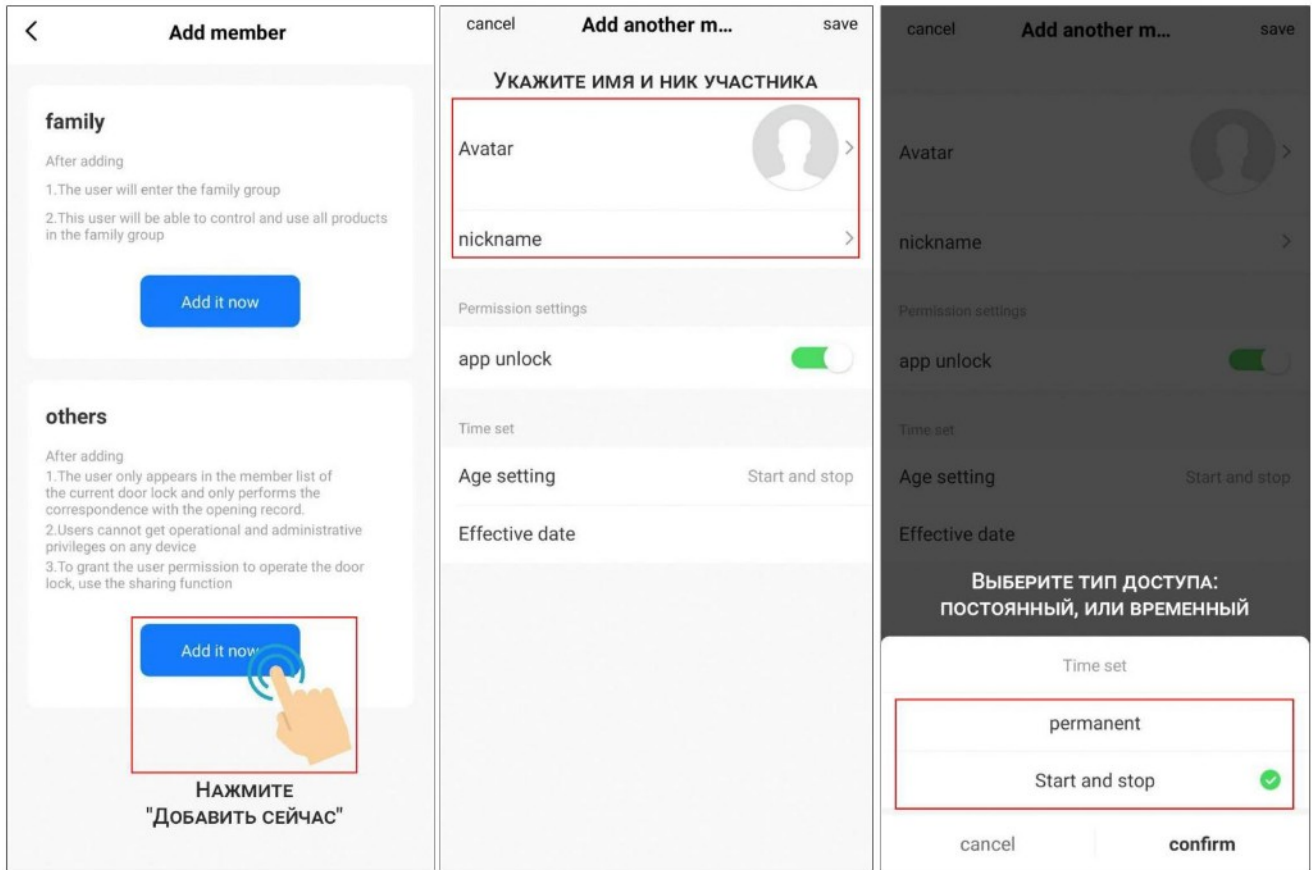 Add member
family
After adding
1.The user will enter the family group
2.This user will be able to control and use all products
in the family group
Add it now
others
After adding
1.The user only appears in the member list of
the current door lock and only performs the
correspondence with the opening record.
2.Users cannot get operational and administrative
privileges on any device
3.To grant the user permission to operate the door
lock, use the sharing function
Add it now
Нажмите
"Добавить сейчас"
cancel Add another m... save
Укажите имя и ник участника
Avatar
nickname
Permission settings
app unlock
Time set
Age setting Start and stop
Effective date
cancel Add another m... save
Avatar
nickname
Permission settings
app unlock
Time set
Age setting Start and stop
Effective date
Выберите тип доступа:
постоянный, или временный
Time set
permanent
Start and stop
cancel confirm